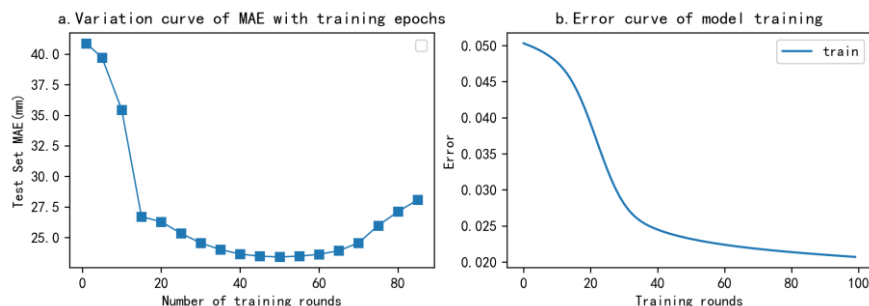 a.Variation curve of MAE with training epochs
Test Set MAE(mm)
40.0
37.5
35.0
32.5
30.0
27.5
25.0
0 20 40 60 80
Number of training rounds
b.Error curve of model training
train
Error
0.050
0.045
0.040
0.035
0.030
0.025
0.020
0 20 40 60 80 100
Training rounds